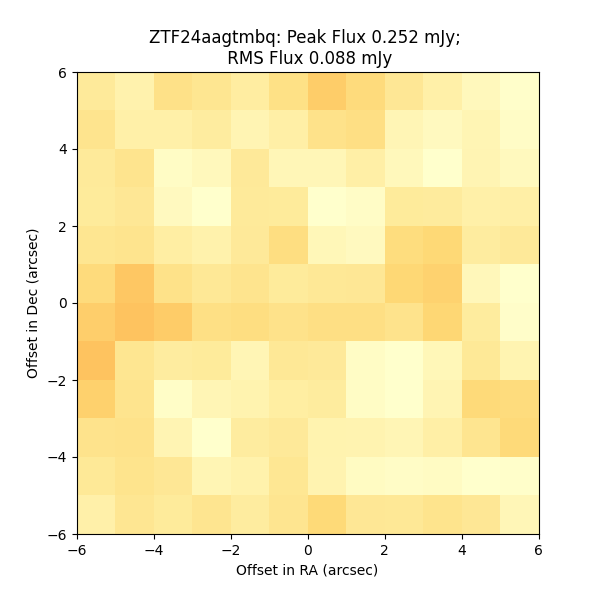 ZTF24aagtmbq: Peak Flux 0.252 mJy;
RMS Flux 0.088 mJy
6
4
2
0
−2
−4
−6
Offset in Dec (arcsec)
−6 −4 −2 0 2 4 6
Offset in RA (arcsec)